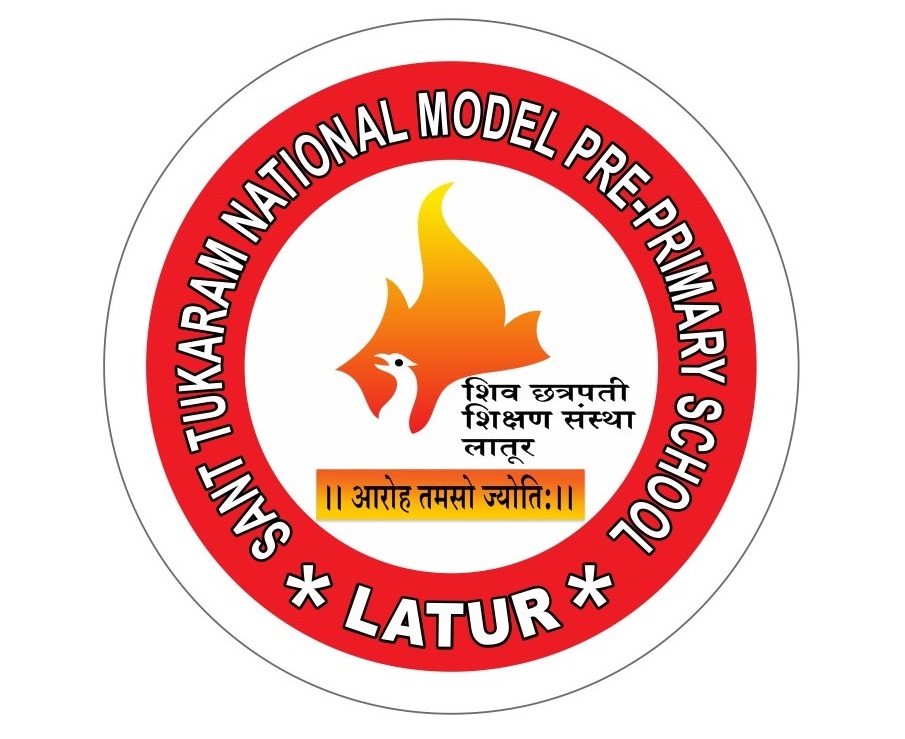 SANT TUKARAM NATIONAL MODEL PRE-PRIMARY SCHOOL
शिव छत्रपती
शिक्षण संस्था
लातूर
।। आरोह तमसो ज्योतिः।।
* LATUR *